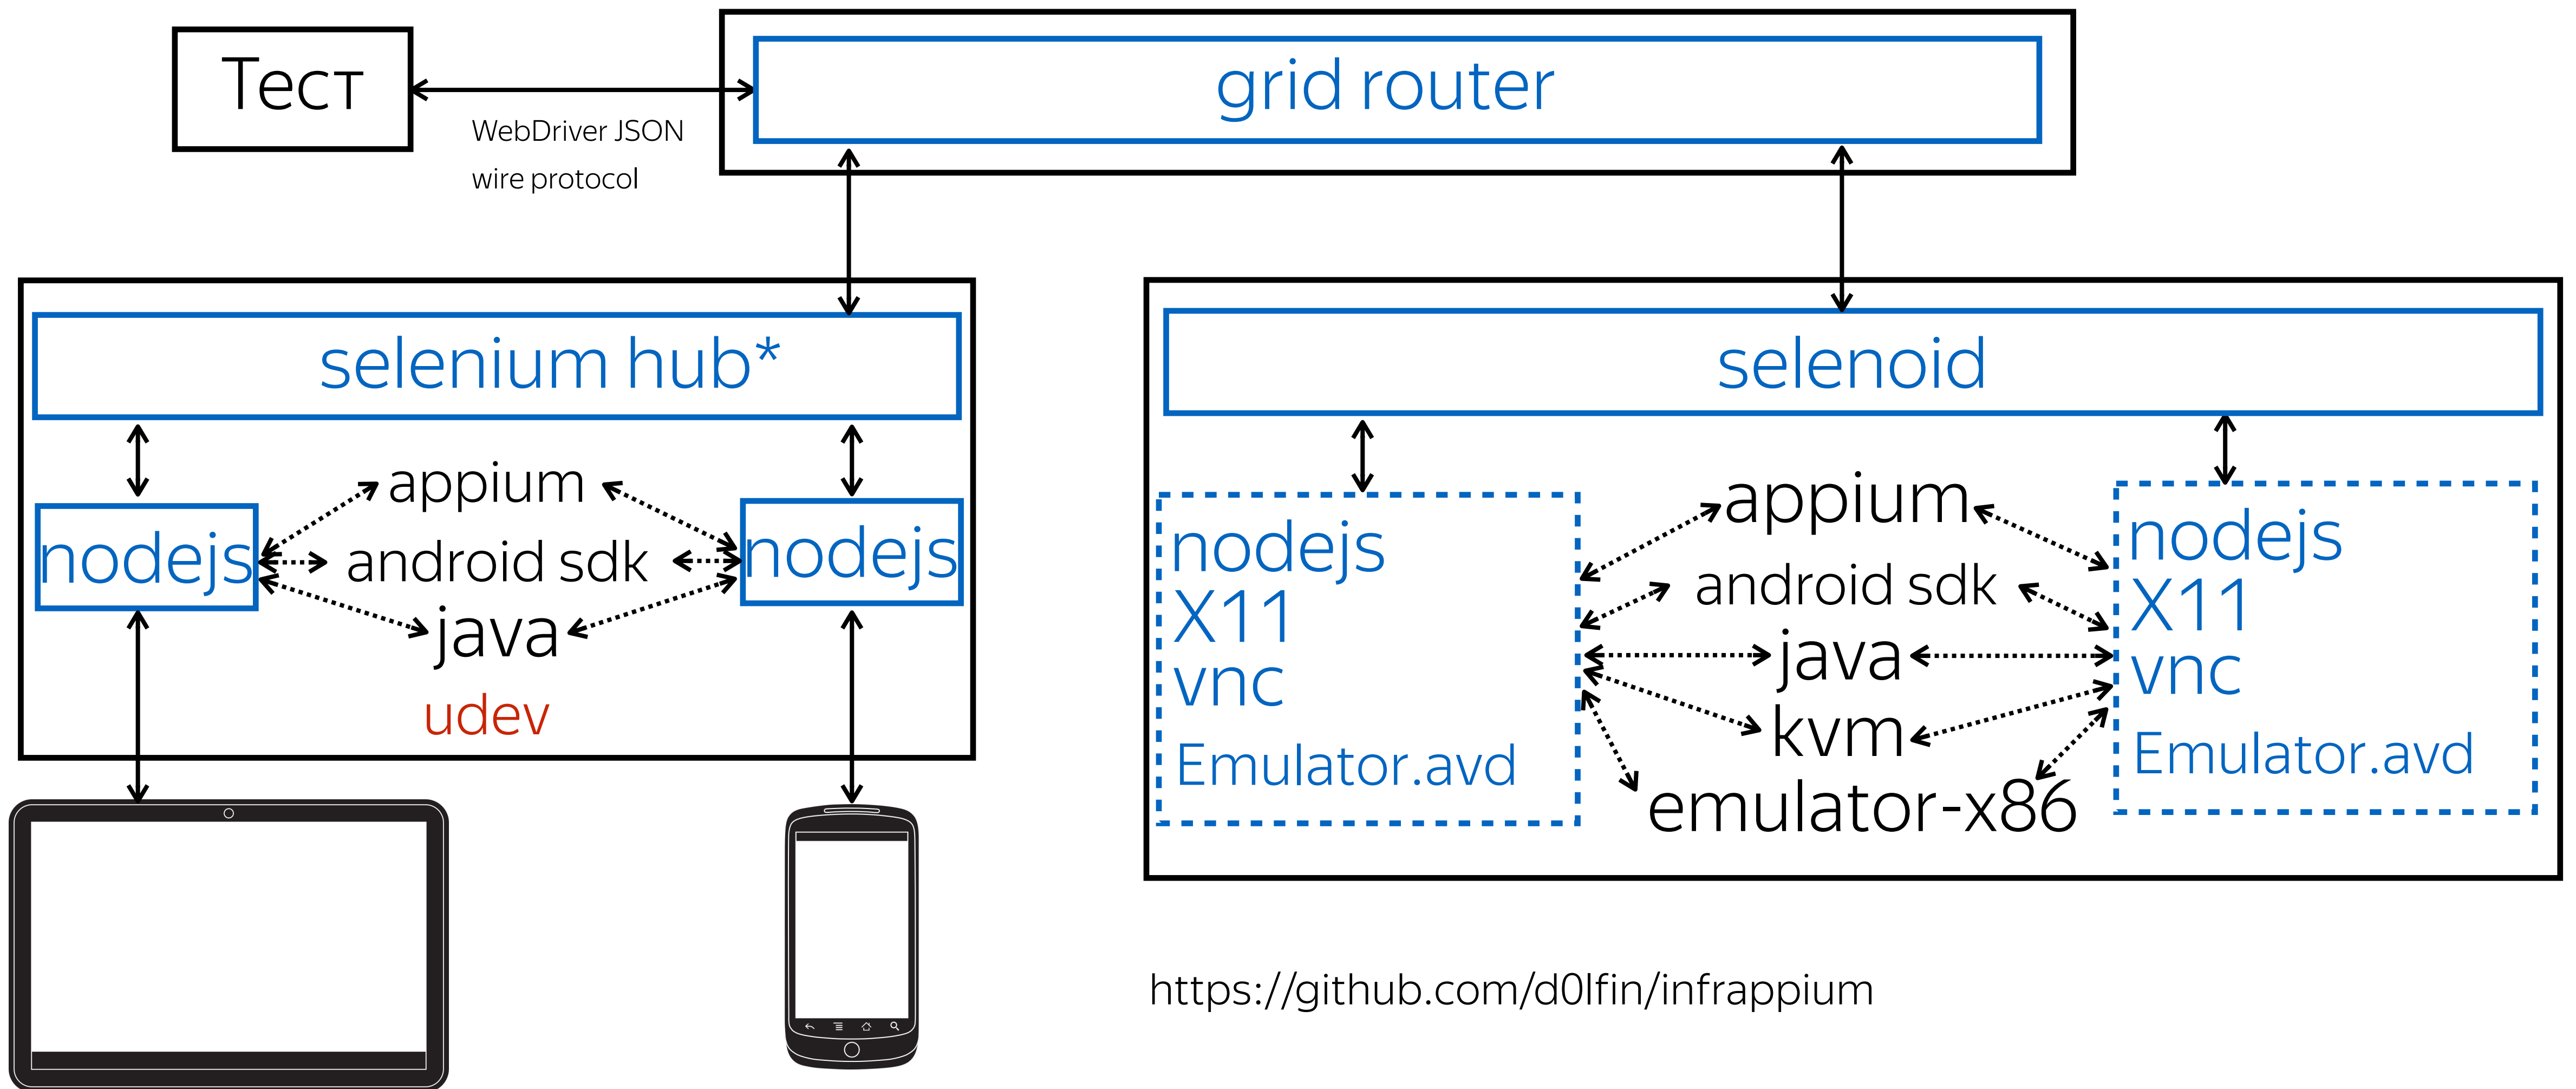 Тест
grid router
WebDriver JSON
wire protocol
selenium hub*
nodejs
appium
android sdk
java
udev
nodejs
selenoid
nodejs
X11
vnc
Emulator.avd
appium
android sdk
java
kvm
emulator-x86
nodejs
X11
vnc
Emulator.avd
https://github.com/d0lfin/infrappium